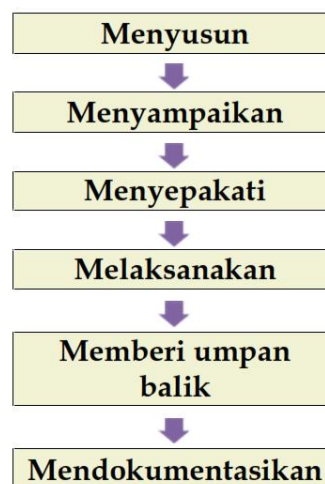 Menyusun
Menyampaikan
Menyepakati
Melaksanakan
Memberi umpan
balik
Mendokumentasikan